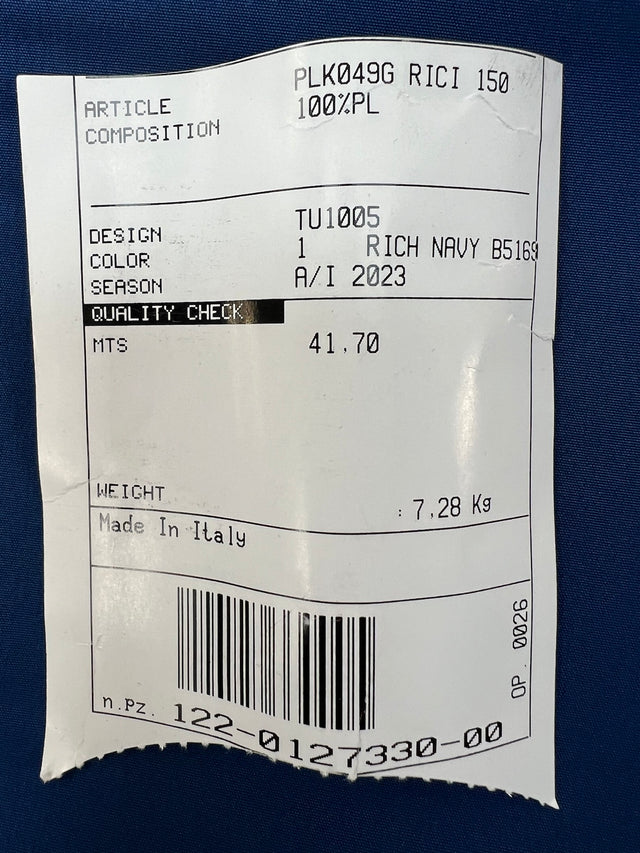 ARTICLE PLK049G RICI 150
COMPOSITION 100%PL
DESIGN TU1005
COLOR 1 RICH NAVY B5169
SEASON A/I 2023
QUALITY CHECK
MTS 41.70
WEIGHT : 7.28 Kg
Made In Italy
OP. 0026
n.Pz. 122-0127330-00